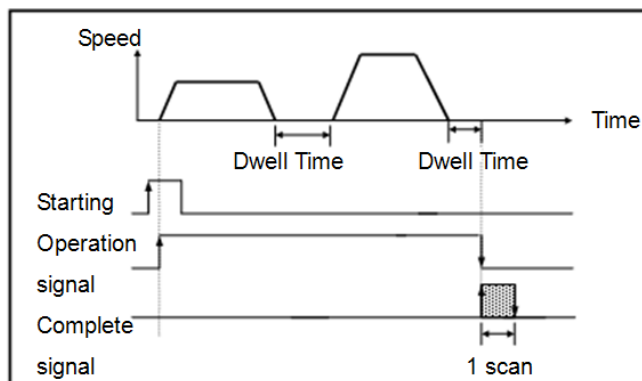 Speed
Time
Dwell Time
Dwell Time
Starting
Operation
signal
Complete
signal
1 scan